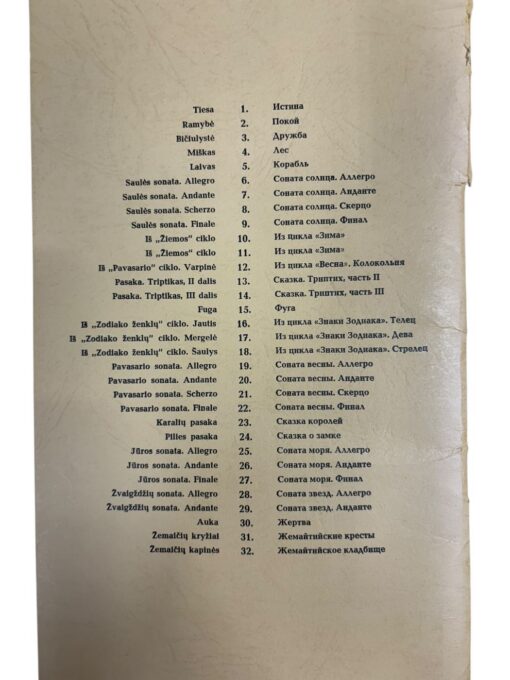 Tiesa 1. Истина
Ramybė 2. Покой
Bičiulystė 3. Дружба
Miškas 4. Лес
Laivas 5. Корабль
Saulės sonata. Allegro 6. Соната солнца. Аллегро
Saulės sonata. Andante 7. Соната солнца. Анданте
Saulės sonata. Scherzo 8. Соната солнца. Скерцо
Saulės sonata. Finale 9. Соната солнца. Финал
Iš „Žiemos“ ciklo 10. Из цикла «Зима»
Iš „Žiemos“ ciklo 11. Из цикла «Зима»
Iš „Pavasario“ ciklo. Varpinė 12. Из цикла «Весна». Колокольня
Pasaka. Triptikas, II dalis 13. Сказка. Триптих, часть II
Pasaka. Triptikas, III dalis 14. Сказка. Триптих, часть III
Fuga 15. Фуга
Iš „Zodiako ženklų“ ciklo. Jautis 16. Из цикла «Знаки Зодиака». Телец
Iš „Zodiako ženklų“ ciklo. Mergelė 17. Из цикла «Знаки Зодиака». Дева
Iš „Zodiako ženklų“ ciklo. Šaulys 18. Из цикла «Знаки Зодиака». Стрелец
Pavasario sonata. Allegro 19. Соната весны. Аллегро
Pavasario sonata. Andante 20. Соната весны. Анданте
Pavasario sonata. Scherzo 21. Соната весны. Скерцо
Pavasario sonata. Finale 22. Соната весны. Финал
Karalių pasaka 23. Сказка королей
Pilies pasaka 24. Сказка о замке
Jūros sonata. Allegro 25. Соната моря. Аллегро
Jūros sonata. Andante 26. Соната моря. Анданте
Jūros sonata. Finale 27. Соната моря. Финал
Žvaigždžių sonata. Allegro 28. Соната звезд. Аллегро
Žvaigždžių sonata. Andante 29. Соната звезд. Анданте
Auka 30. Жертва
Žemaičių kryžiai 31. Жемайтийские кресты
Žemaičių kapinės 32. Жемайтийское кладбище